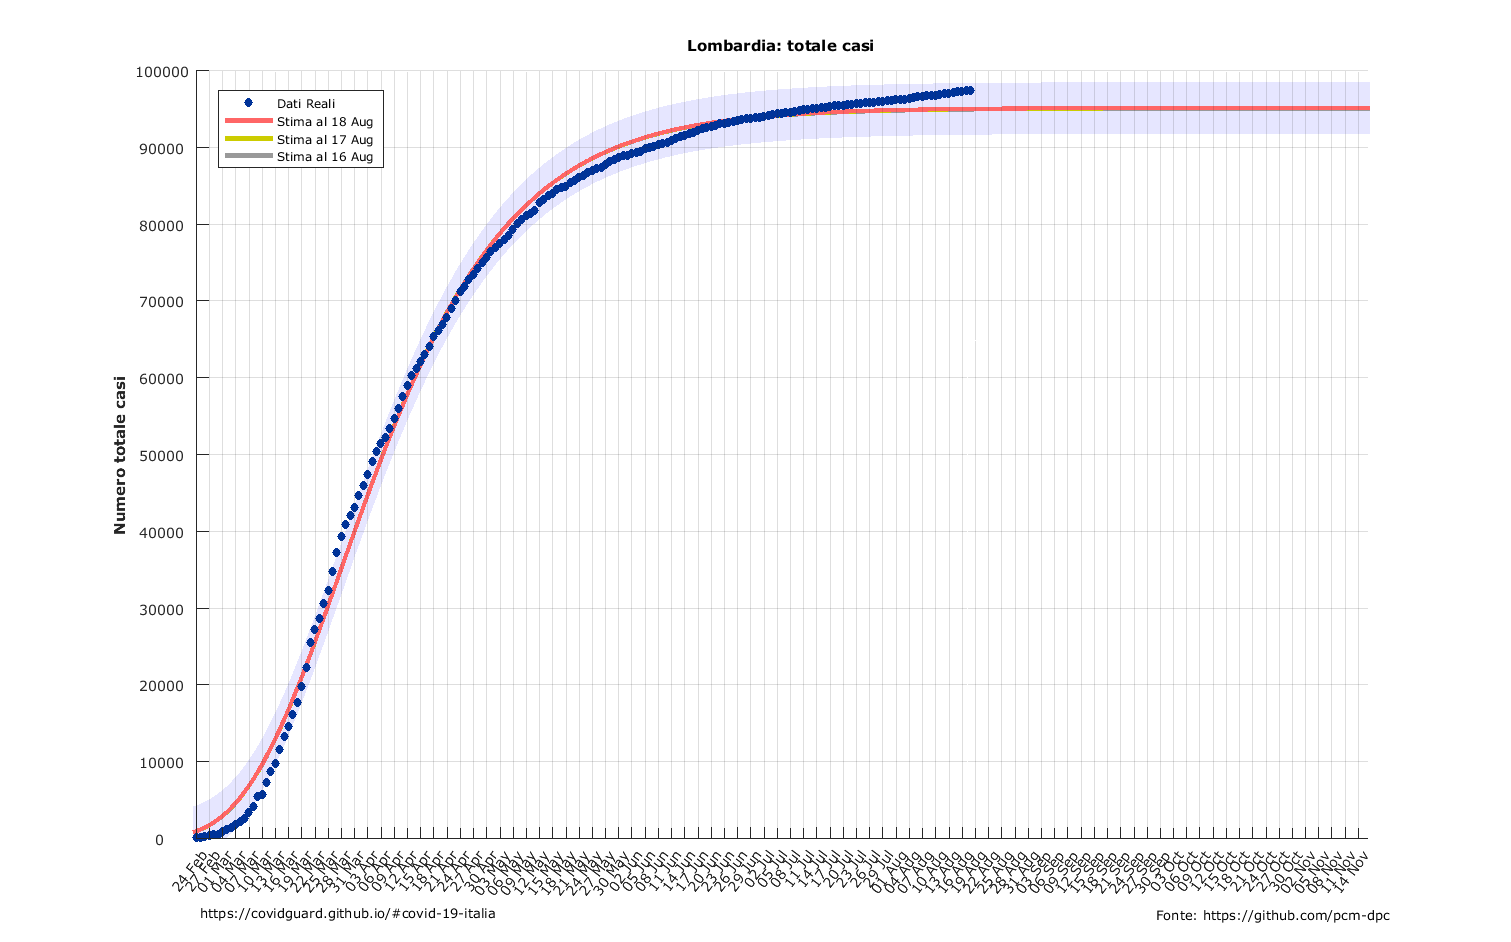 Lombardia: totale casi
100000
90000
80000
70000
60000
50000
40000
30000
20000
10000
0
Numero totale casi
Dati Reali
Stima al 18 Aug
Stima al 17 Aug
Stima al 16 Aug
24 Feb
27 Feb
01 Mar
04 Mar
07 Mar
10 Mar
13 Mar
16 Mar
19 Mar
22 Mar
25 Mar
28 Mar
31 Mar
03 Apr
06 Apr
09 Apr
12 Apr
15 Apr
18 Apr
21 Apr
24 Apr
27 Apr
30 Apr
03 May
06 May
09 May
12 May
15 May
18 May
21 May
24 May
27 May
30 May
02 Jun
05 Jun
08 Jun
11 Jun
14 Jun
17 Jun
20 Jun
23 Jun
26 Jun
29 Jun
02 Jul
05 Jul
08 Jul
11 Jul
14 Jul
17 Jul
20 Jul
23 Jul
26 Jul
29 Jul
01 Aug
04 Aug
07 Aug
10 Aug
13 Aug
16 Aug
19 Aug
22 Aug
25 Aug
28 Aug
31 Aug
03 Sep
06 Sep
09 Sep
12 Sep
15 Sep
18 Sep
21 Sep
24 Sep
27 Sep
30 Sep
03 Oct
06 Oct
09 Oct
12 Oct
15 Oct
18 Oct
21 Oct
24 Oct
27 Oct
30 Oct
02 Nov
05 Nov
08 Nov
11 Nov
14 Nov
https://covidguard.github.io/#covid-19-italia
Fonte: https://github.com/pcm-dpc